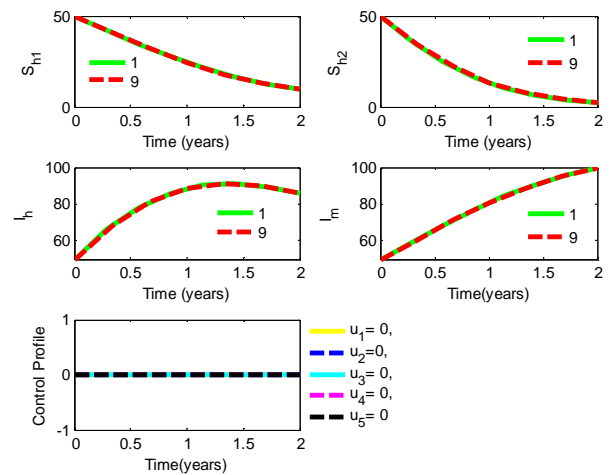 50
0
S_h1
1
9
0 0.5 1 1.5 2
Time (years)
50
0
S_h2
1
9
0 0.5 1 1.5 2
Time (years)
100
80
60
I_h
1
9
0 0.5 1 1.5 2
Time (years)
100
80
60
I_m
1
9
0 0.5 1 1.5 2
Time(years)
1
0
-1
Control Profile
0 0.5 1 1.5 2
Time(years)
u_1= 0,
u_2=0,
u_3= 0,
u_4= 0,
u_5= 0